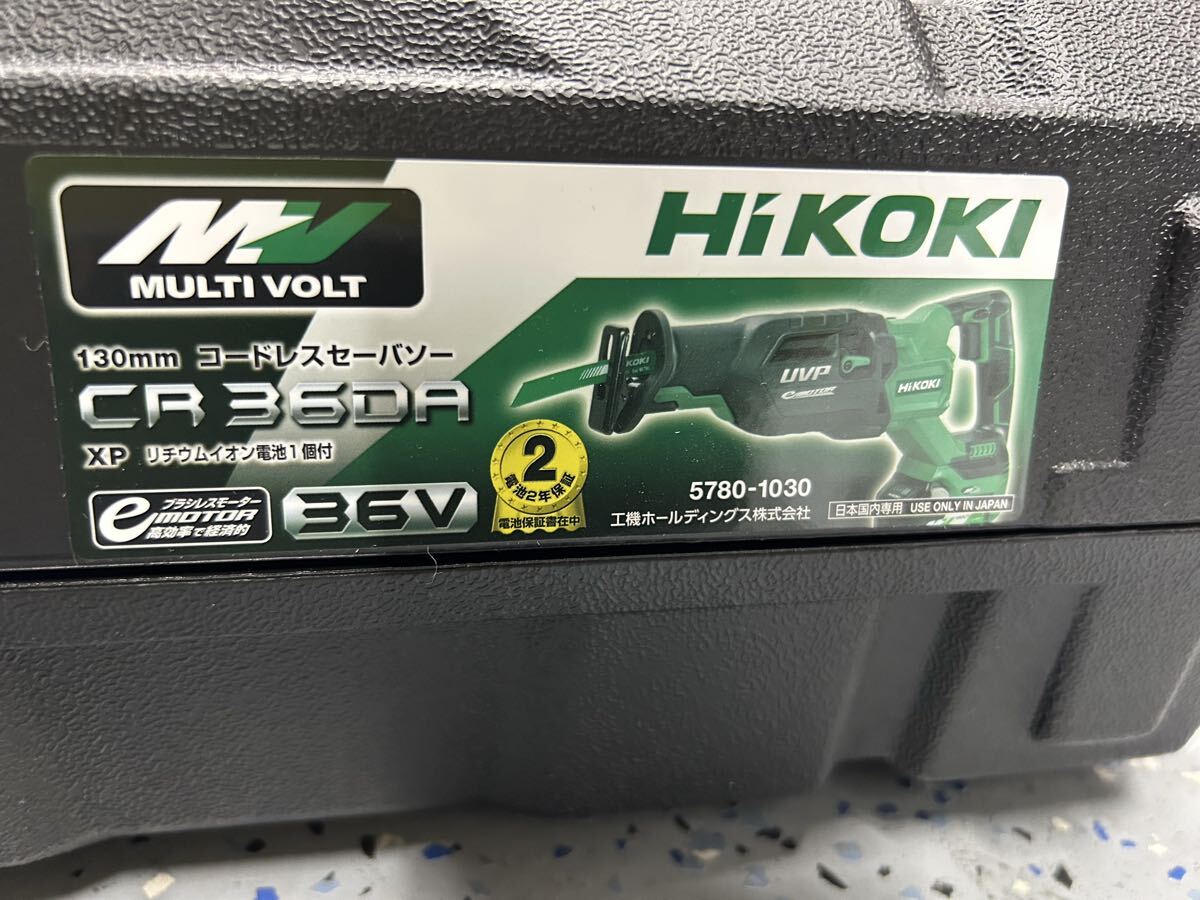 MV
MULTI VOLT
HiKOKI
130mm コードレスセーバソー
CR 36DA
XP リチウムイオン電池1個付
ブラシレスモーター
e MOTOR
高効率で経済的
36V
2
電池2年保証
電池保証書在中
KOKI
UVP
e MOTOR
HiKOKI
5780-1030
工機ホールディングス株式会社
日本国内専用 USE ONLY IN JAPAN